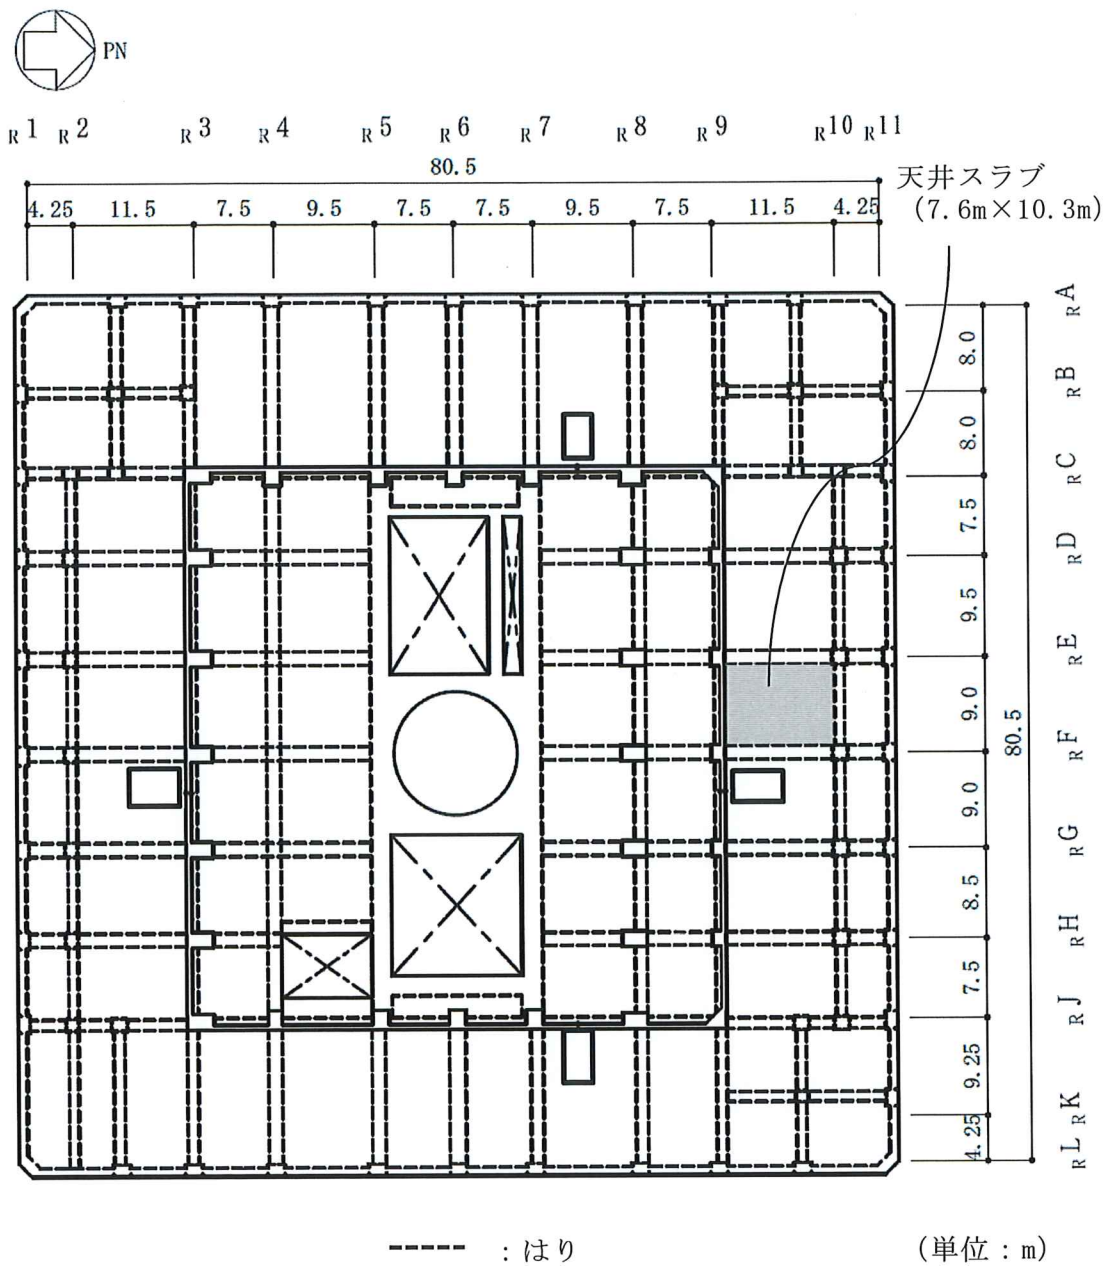 PN
R1 R2 R3 R4 R5 R6 R7 R8 R9 R10 R11
80.5
4.25 11.5 7.5 9.5 7.5 7.5 9.5 7.5 11.5 4.25
天井スラブ
(7.6m×10.3m)
RA
8.0
RB
8.0
RC
7.5
RD
9.5
RE
9.0
80.5
RF
9.0
RG
8.5
RH
7.5
RJ
9.25
RK
4.25
RL
:はり
(単位:m)